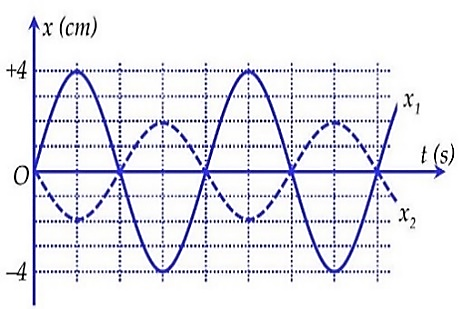 x (cm)
+4
x₁
t (s)
O
x₂
−4